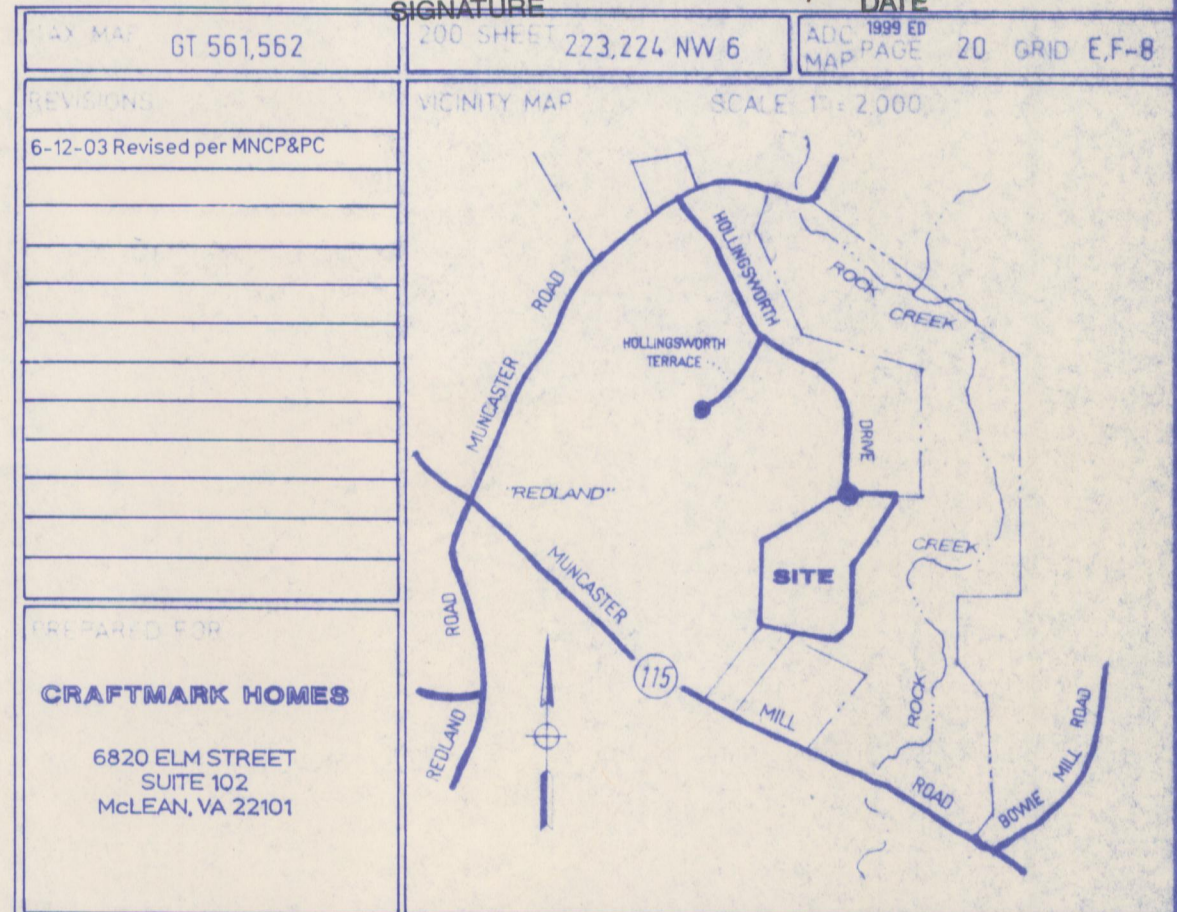 SIGNATURE
DATE
TAX MAP
GT 561,562
200 SHEET
223,224 NW 6
ADC MAP
1999 ED
PAGE 20 GRID E,F-8
REVISIONS
6-12-03 Revised per MNCP&PC
PREPARED FOR
CRAFTMARK HOMES
6820 ELM STREET
SUITE 102
McLEAN, VA 22101
VICINITY MAP
SCALE 1" = 2,000
HOLLINGSWORTH
ROCK
CREEK
ROAD
HOLLINGSWORTH
TERRACE
MUNCASTER
DRIVE
"REDLAND"
CREEK
MUNCASTER
SITE
ROAD
115
ROCK
MILL
REDLAND
ROAD
BOWIE MILL ROAD